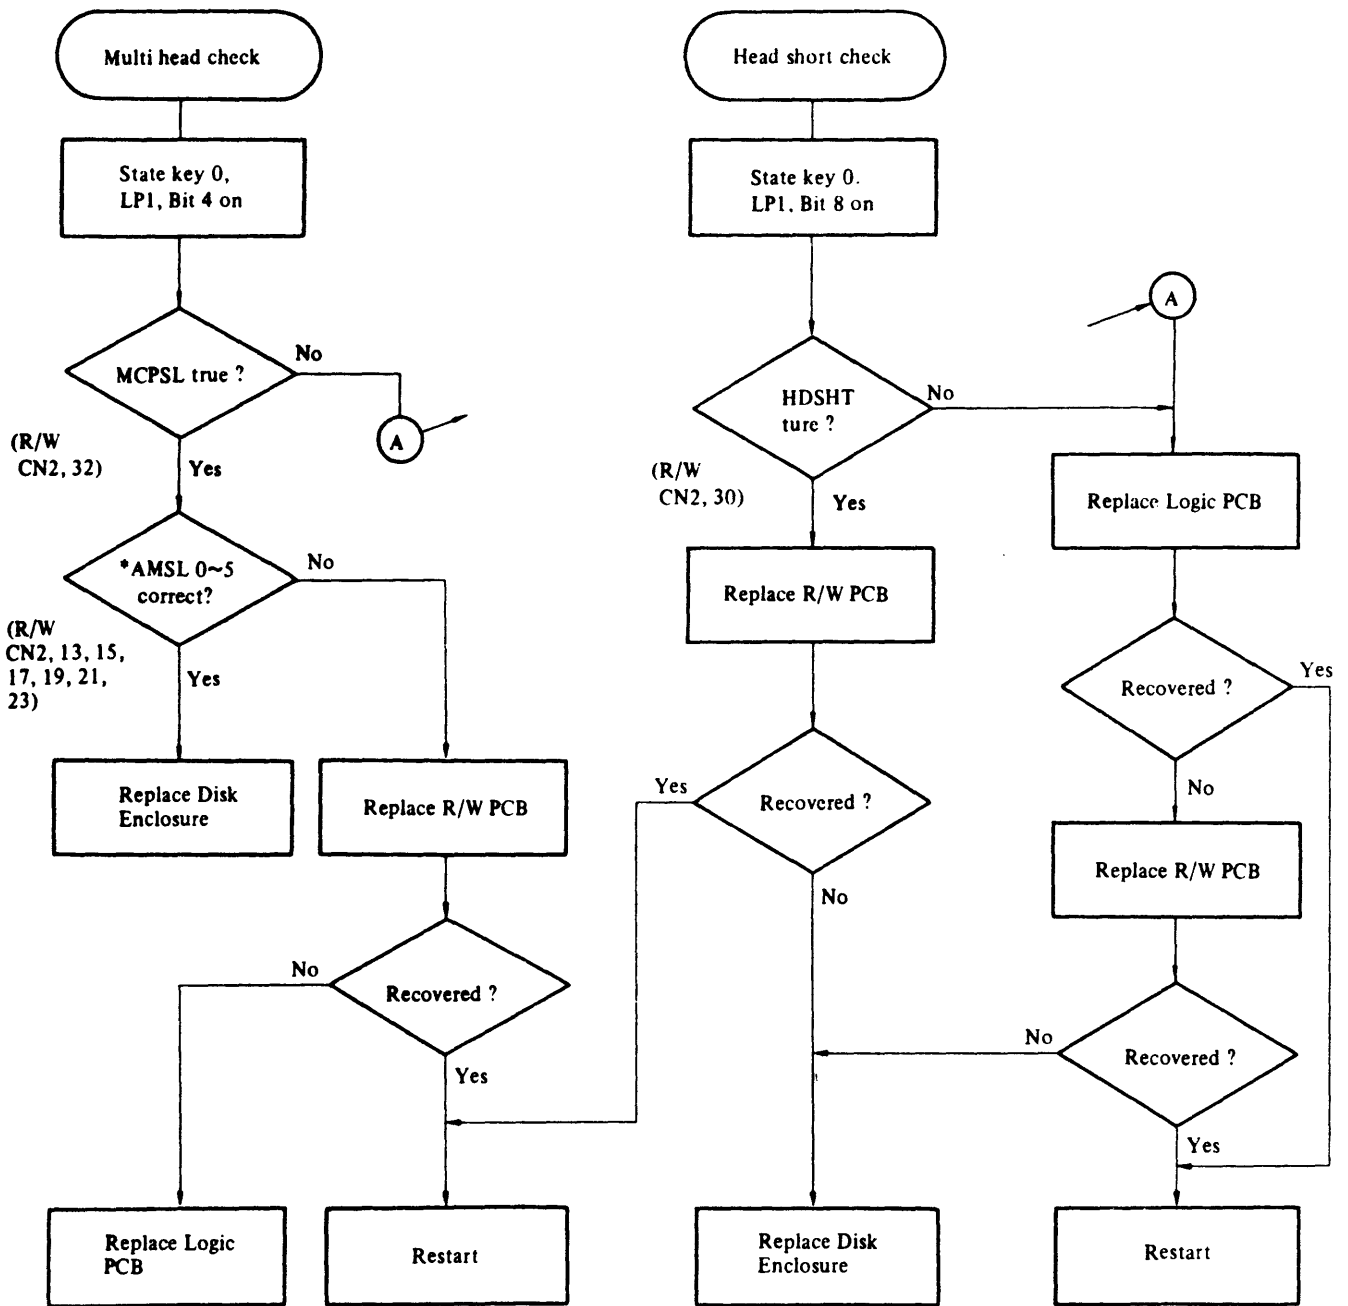 Multi head check
State key 0,
LP1, Bit 4 on
MCPSL true ?
No
A
(R/W
CN2, 32)
Yes
*AMSL 0~5
correct?
No
(R/W
CN2, 13, 15,
17, 19, 21,
23)
Yes
Replace Disk
Enclosure
Replace R/W PCB
Recovered ?
No
Yes
Replace Logic
PCB
Restart
Head short check
State key 0.
LP1, Bit 8 on
HDSHT
ture ?
No
A
(R/W
CN2, 30)
Yes
Replace R/W PCB
Recovered ?
Yes
No
Replace Disk
Enclosure
Replace Logic PCB
Recovered ?
Yes
No
Replace R/W PCB
Recovered ?
No
Yes
Restart